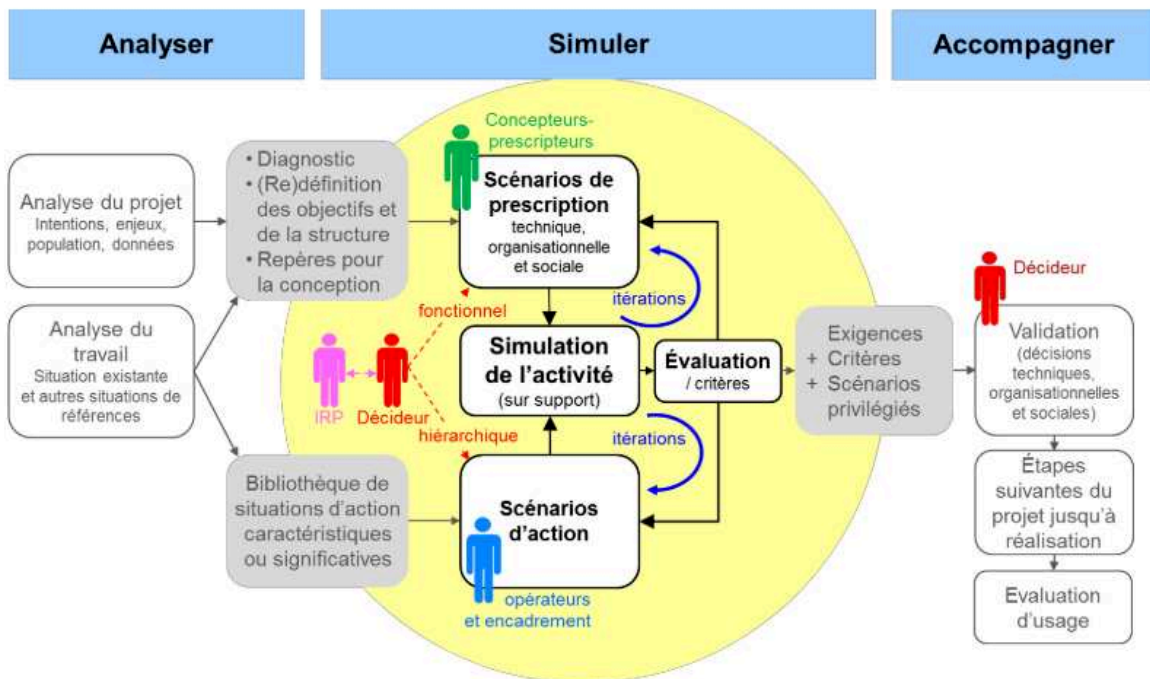 Analyser
Simuler
Accompagner
Analyse du projet
Intentions, enjeux,
population, données
Analyse du
travail
Situation existante
et autres situations de
références
• Diagnostic
• (Re)définition
des objectifs et
de la structure
• Repères pour
la conception
Bibliothèque de
situations d'action
caractéristiques
ou significatives
Concepteurs-
prescripteurs
Scénarios de
prescription
technique,
organisationnelle
et sociale
fonctionnel
IRP
Décideur
hiérarchique
Simulation
de l'activité
(sur support)
Scénarios
d'action
opérateurs
et encadrement
itérations
Évaluation
/ critères
itérations
Exigences
+ Critères
+ Scénarios
privilégiés
Décideur
Validation
(décisions
techniques,
organisationnelles
et sociales)
Étapes
suivantes du
projet jusqu'à
réalisation
Evaluation
d'usage